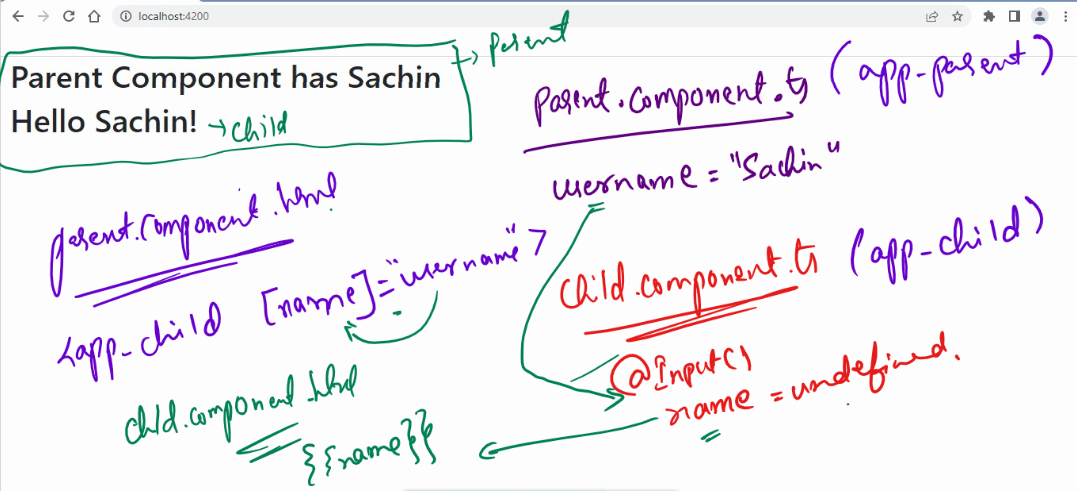 localhost:4200
Parent Component has Sachin
→ Parent
Hello Sachin! → child
Parent.component.ts (app-parent)
username = "Sachin"
parent.component.html
<app-child [name]="username">
child.component.ts (app-child)
@Input()
name = undefined.
child.component.html
{{name}}